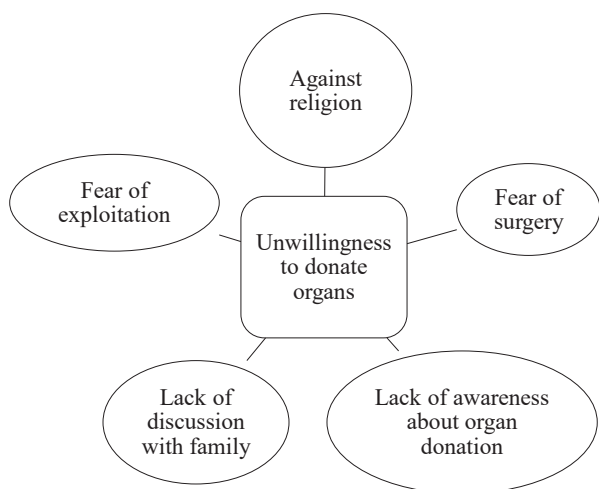 Against
religion
Fear of
exploitation
Fear of
surgery
Unwillingness
to donate
organs
Lack of
discussion
with family
Lack of awareness
about organ
donation